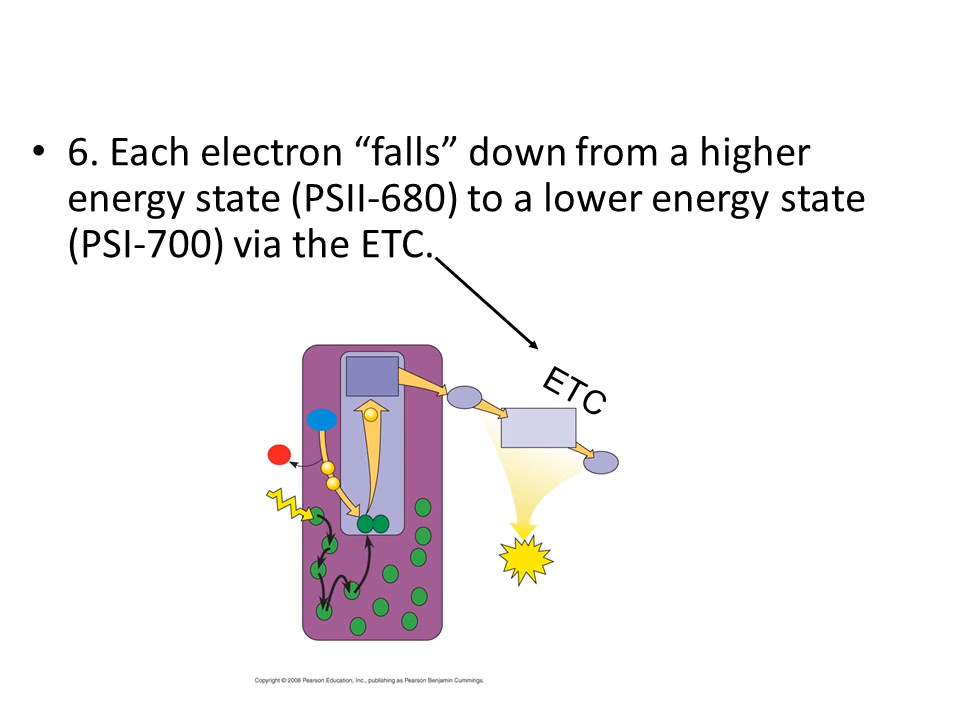 • 6. Each electron “falls” down from a higher
energy state (PSII-680) to a lower energy state
(PSI-700) via the ETC.
ETC
Copyright © 2008 Pearson Education, Inc., publishing as Pearson Benjamin Cummings.